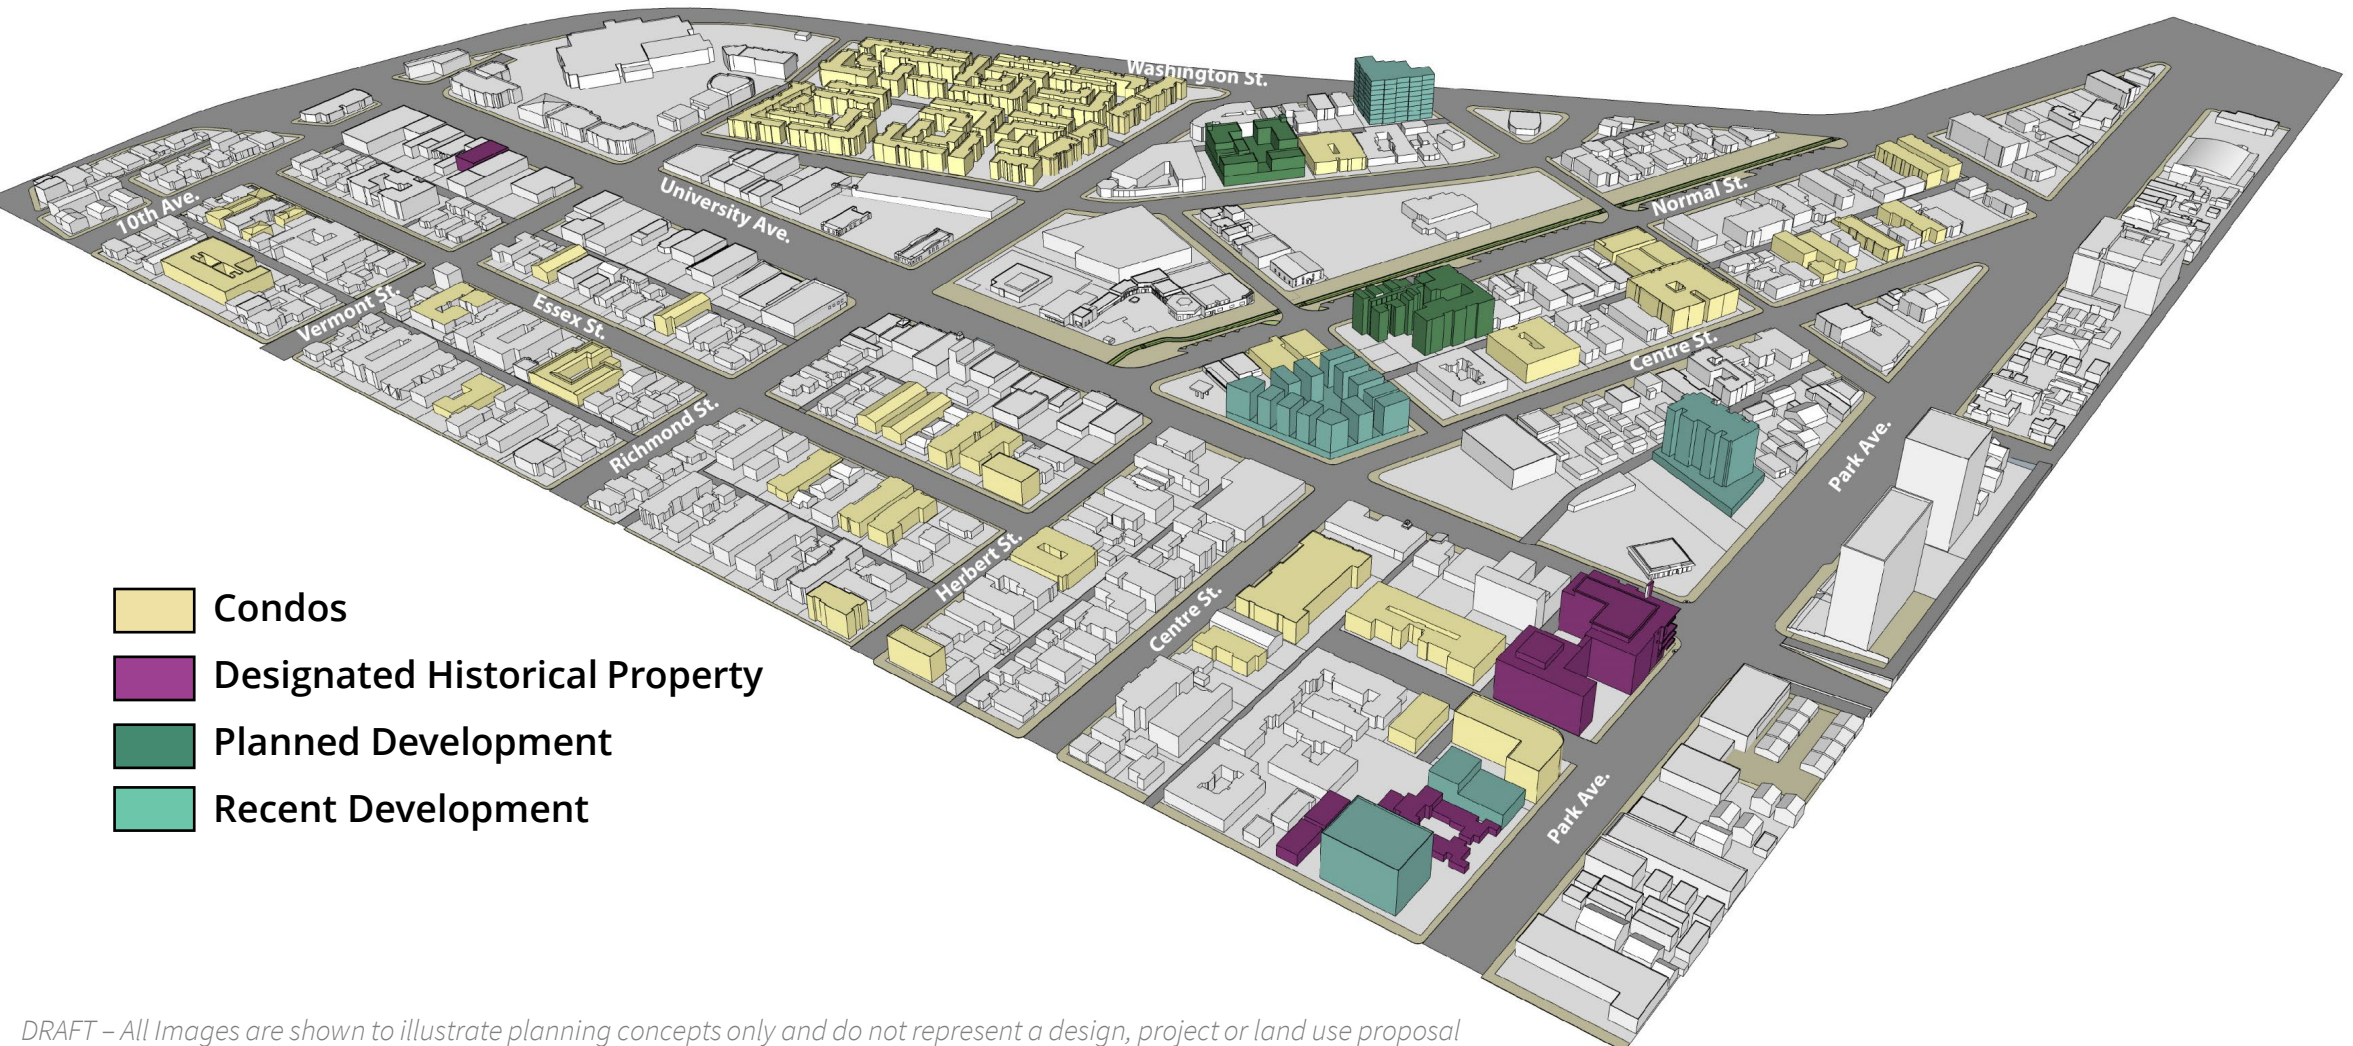 Washington St.
10th Ave.
University Ave.
Normal St.
Vermont St.
Essex St.
Centre St.
Richmond St.
Park Ave.
Herbert St.
Centre St.
Park Ave.
Condos
Designated Historical Property
Planned Development
Recent Development
DRAFT – All Images are shown to illustrate planning concepts only and do not represent a design, project or land use proposal